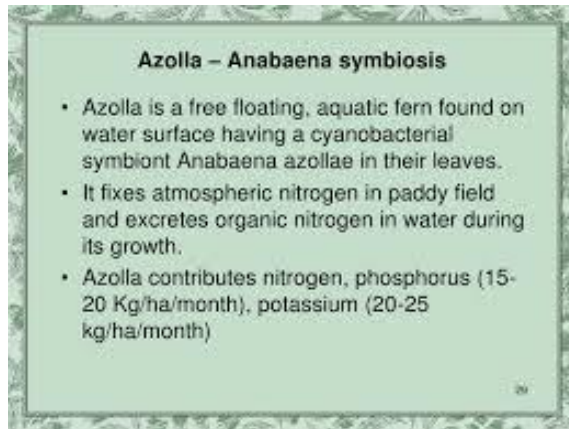 Azolla – Anabaena symbiosis
• Azolla is a free floating, aquatic fern found on
water surface having a cyanobacterial
symbiont Anabaena azollae in their leaves.
• It fixes atmospheric nitrogen in paddy field
and excretes organic nitrogen in water during
its growth.
• Azolla contributes nitrogen, phosphorus (15-
20 Kg/ha/month), potassium (20-25
kg/ha/month)